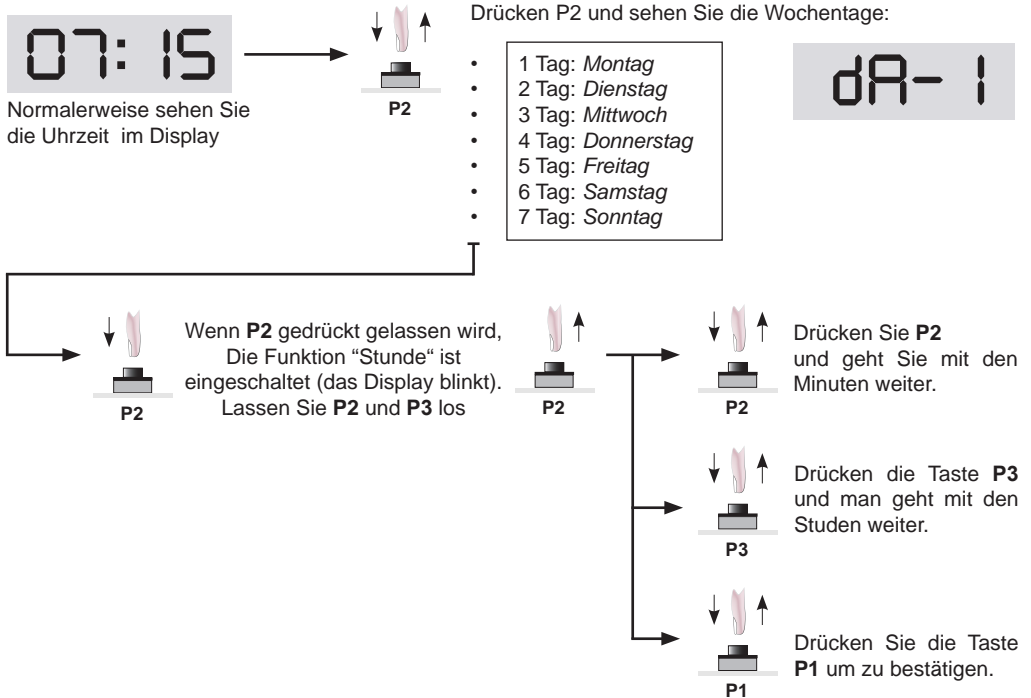 Drücken P2 und sehen Sie die Wochentage:
07:15
P2
Normalerweise sehen Sie
die Uhrzeit im Display
• 1 Tag: Montag
• 2 Tag: Dienstag
• 3 Tag: Mittwoch
• 4 Tag: Donnerstag
• 5 Tag: Freitag
• 6 Tag: Samstag
• 7 Tag: Sonntag
dA-1
P2
Wenn P2 gedrückt gelassen wird,
Die Funktion “Stunde“ ist
eingeschaltet (das Display blinkt).
Lassen Sie P2 und P3 los
P2
P2
Drücken Sie P2
und geht Sie mit den
Minuten weiter.
P3
Drücken die Taste P3
und man geht mit den
Studen weiter.
P1
Drücken Sie die Taste
P1 um zu bestätigen.